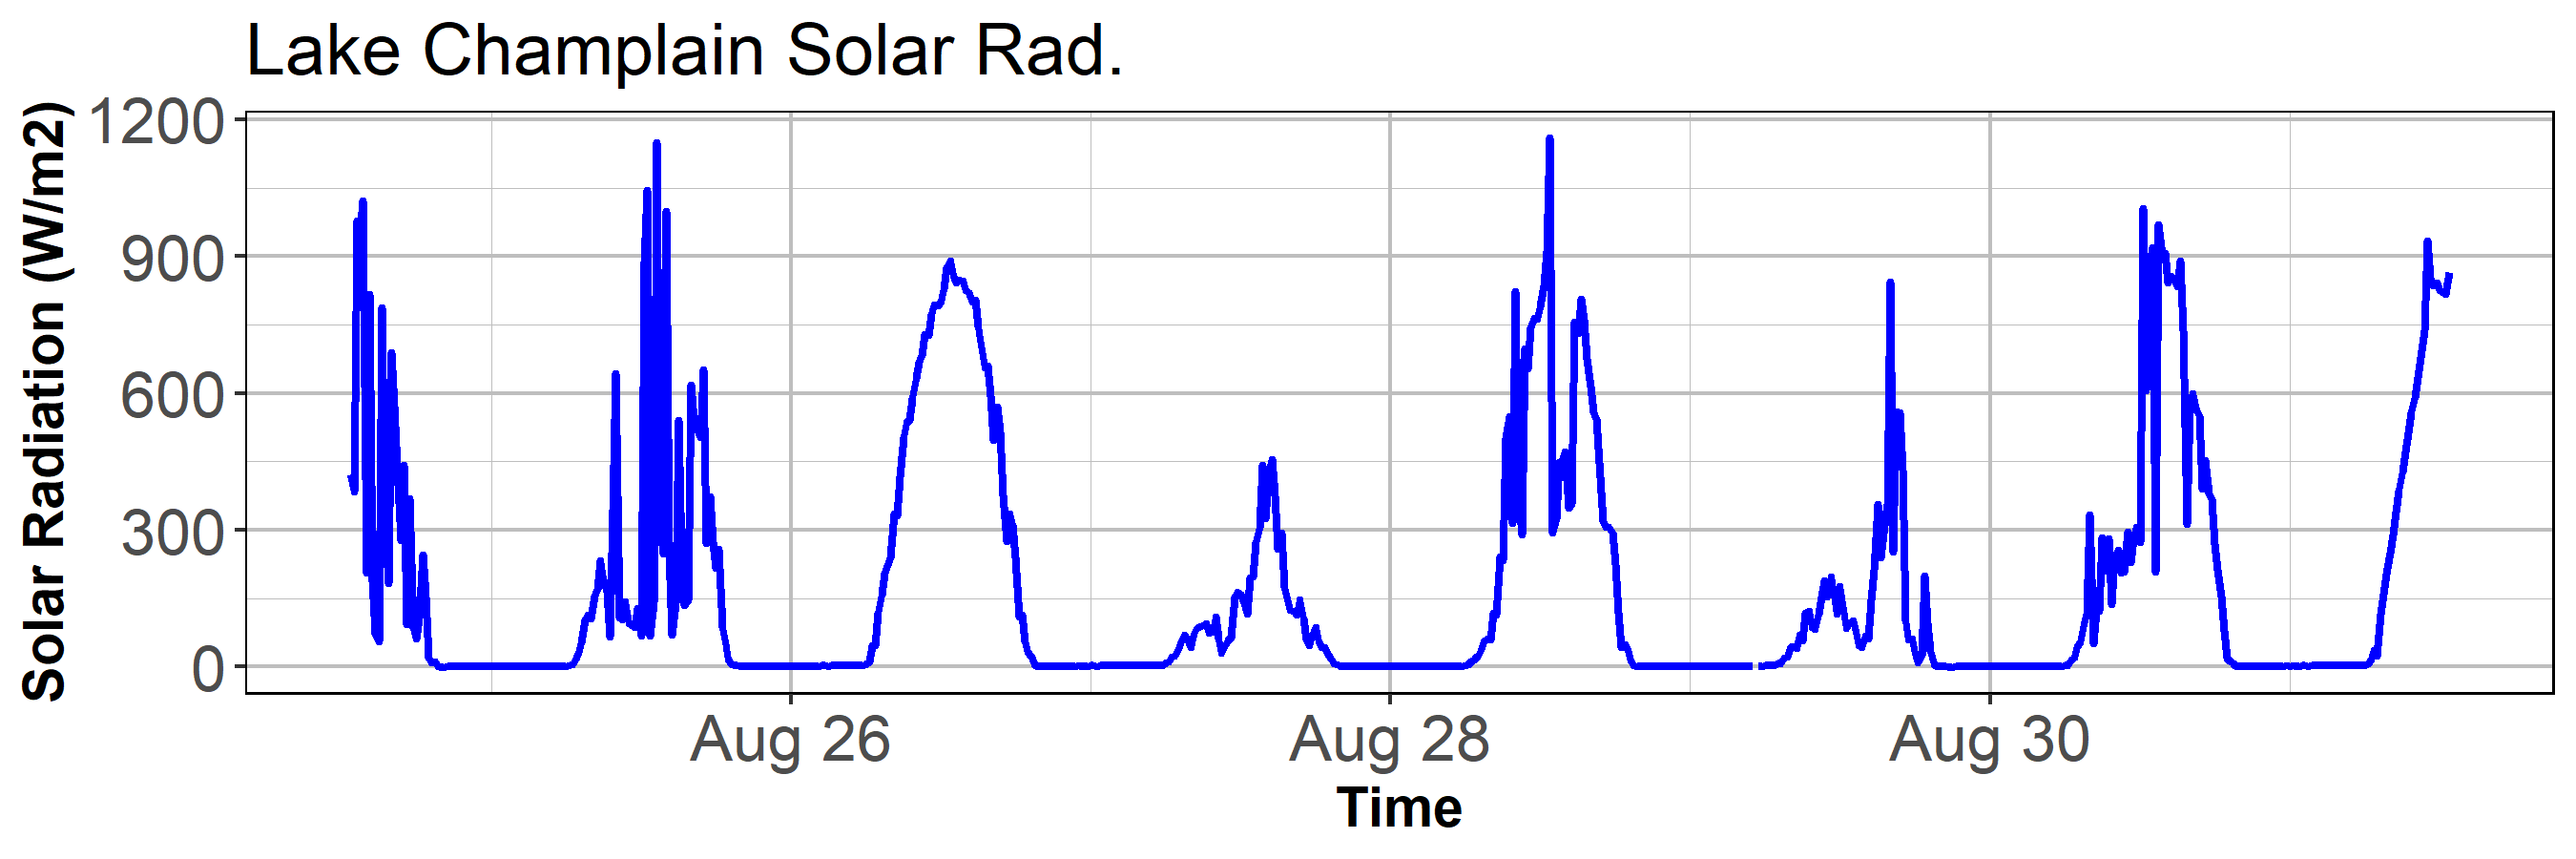 Lake Champlain Solar Rad.
Solar Radiation (W/m2)
1200
900
600
300
0
Aug 26 Aug 28 Aug 30
Time